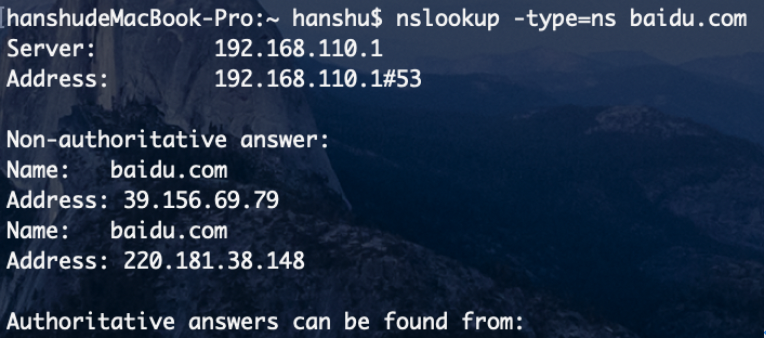 [hanshudeMacBook-Pro:~ hanshu$ nslookup -type=ns baidu.com
Server: 192.168.110.1
Address: 192.168.110.1#53
Non-authoritative answer:
Name: baidu.com
Address: 39.156.69.79
Name: baidu.com
Address: 220.181.38.148
Authoritative answers can be found from: